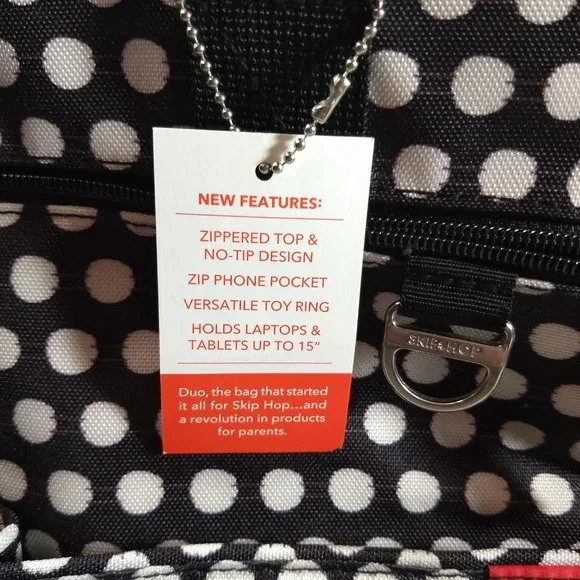 NEW FEATURES:
ZIPPERED TOP &
NO-TIP DESIGN
ZIP PHONE POCKET
VERSATILE TOY RING
HOLDS LAPTOPS &
TABLETS UP TO 15"
Duo, the bag that started
it all for Skip Hop...and
a revolution in products
for parents.
SKIP★HOP